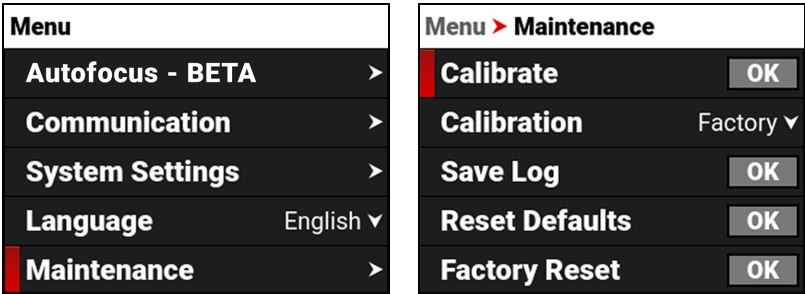 Menu
Autofocus - BETA
Communication
System Settings
Language English
Maintenance
Menu Maintenance
Calibrate OK
Calibration Factory
Save Log OK
Reset Defaults OK
Factory Reset OK